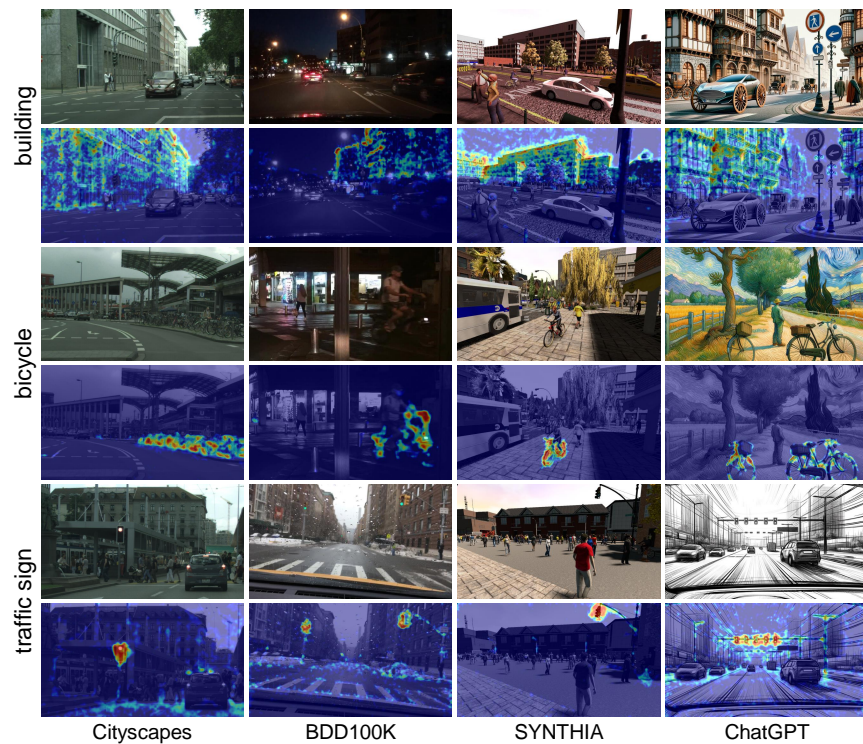 building
bicycle
traffic sign
Cityscapes
BDD100K
SYNTHIA
ChatGPT